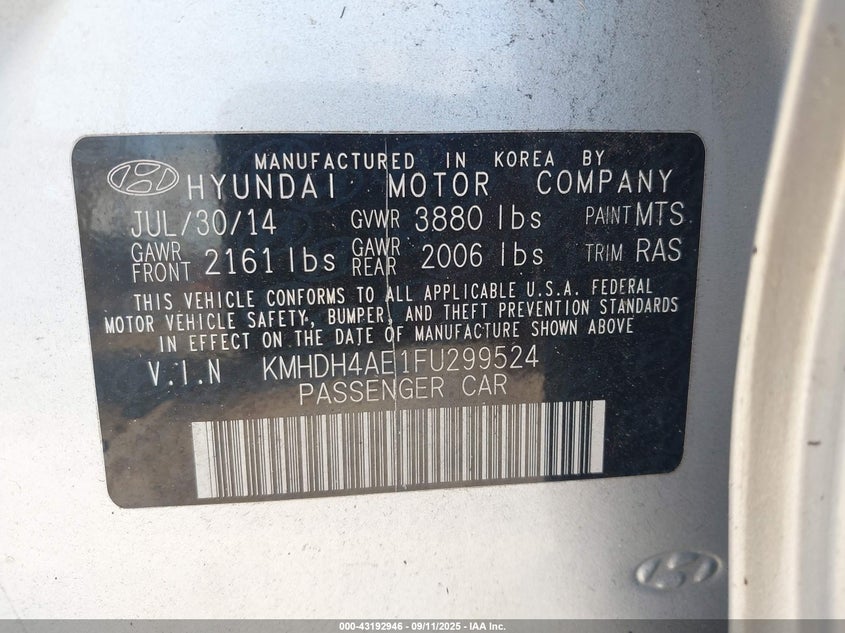 MANUFACTURED IN KOREA BY
HYUNDAI MOTOR COMPANY
JUL/30/14 GVWR 3880 lbs PAINT MTS
GAWR FRONT 2161 lbs GAWR REAR 2006 lbs TRIM RAS
THIS VEHICLE CONFORMS TO ALL APPLICABLE U.S.A. FEDERAL
MOTOR VEHICLE SAFETY, BUMPER, AND THEFT PREVENTION STANDARDS
IN EFFECT ON THE DATE OF MANUFACTURE SHOWN ABOVE
V.I.N KMHDH4AE1FU299524
PASSENGER CAR
000-43192946 - 09/11/2025 - IAA Inc.